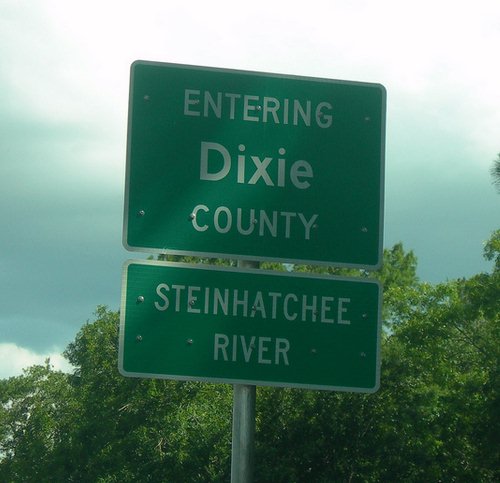 ENTERING
Dixie
COUNTY
STEINHATCHEE
RIVER